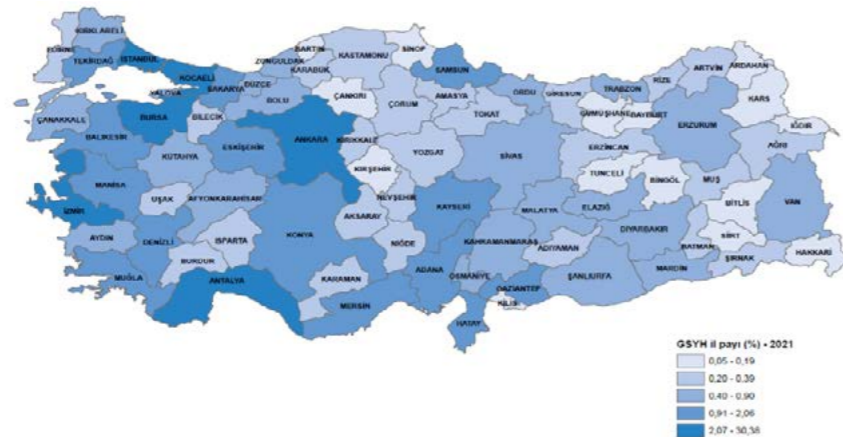 KIRKLARELİ
EDİRNE
TEKİRDAĞ
İSTANBUL
KOCAELİ
YALOVA
SAKARYA
DÜZCE
ZONGULDAK
BARTIN
KARABÜK
KASTAMONU
SİNOP
SAMSUN
ORDU
GİRESUN
TRABZON
RİZE
ARTVİN
ARDAHAN
KARS
IĞDIR
AĞRI
ERZURUM
BAYBURT
GÜMÜŞHANE
ERZİNCAN
TUNCELİ
BİNGÖL
MUŞ
BİTLİS
VAN
HAKKARİ
ŞIRNAK
SİİRT
BATMAN
MARDİN
DİYARBAKIR
ELAZIĞ
MALATYA
ADIYAMAN
ŞANLIURFA
GAZİANTEP
KİLİS
HATAY
OSMANİYE
KAHRAMANMARAŞ
ADANA
MERSİN
KARAMAN
NİĞDE
AKSARAY
NEVŞEHİR
KAYSERİ
KIRŞEHİR
YOZGAT
SİVAS
TOKAT
AMASYA
ÇORUM
ÇANKIRI
KIRIKKALE
ANKARA
BOLU
BİLECİK
BURSA
ÇANAKKALE
BALIKESİR
KÜTAHYA
ESKİŞEHİR
MANİSA
UŞAK
AFYONKARAHİSAR
İZMİR
AYDIN
DENİZLİ
ISPARTA
BURDUR
KONYA
MUĞLA
ANTALYA
GSYH il payı (%) - 2021
0,05 - 0,19
0,20 - 0,39
0,40 - 0,90
0,91 - 2,06
2,07 - 30,38